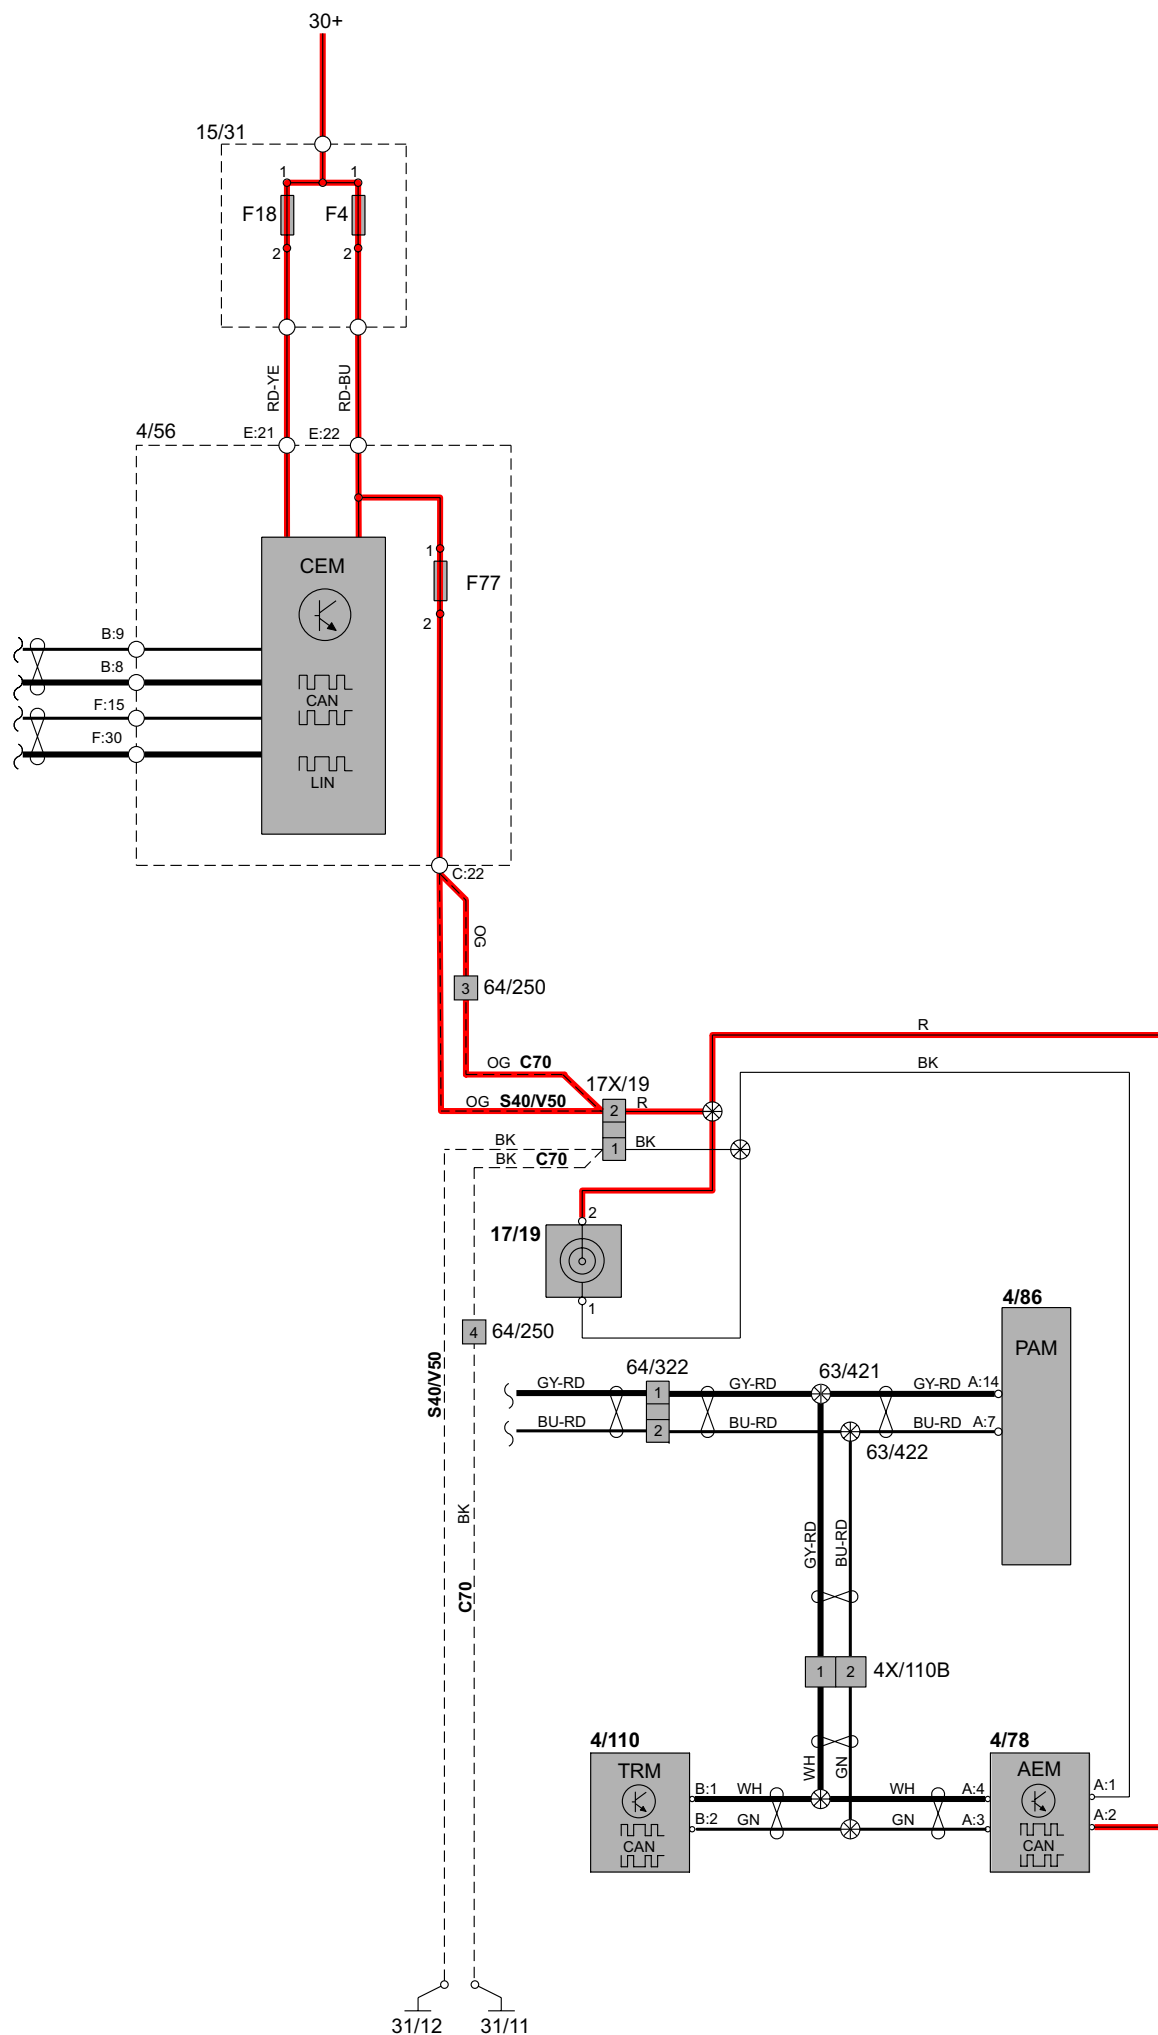 30+
15/31
1 1
F18 F4
2 2
RD-YE
RD-BU
4/56 E:21 E:22
CEM
1
F77
2
B:9
B:8
CAN
F:15
F:30
LIN
C:22
OG
3 64/250
R
OG C70
BK
17X/19
OG S40/V50 2 R
BK 1 BK
BK C70
2
17/19
1
4/86
4 64/250
PAM
S40/V50
64/322 63/421
GY-RD 1 GY-RD GY-RD A:14
BU-RD 2 BU-RD BU-RD A:7
63/422
BK
GY-RD
BU-RD
C70
1 2 4X/110B
4/110 4/78
TRM
WH
GN
AEM
B:1 WH WH A:4 A:1
B:2 GN GN A:3 A:2
CAN CAN
31/12 31/11